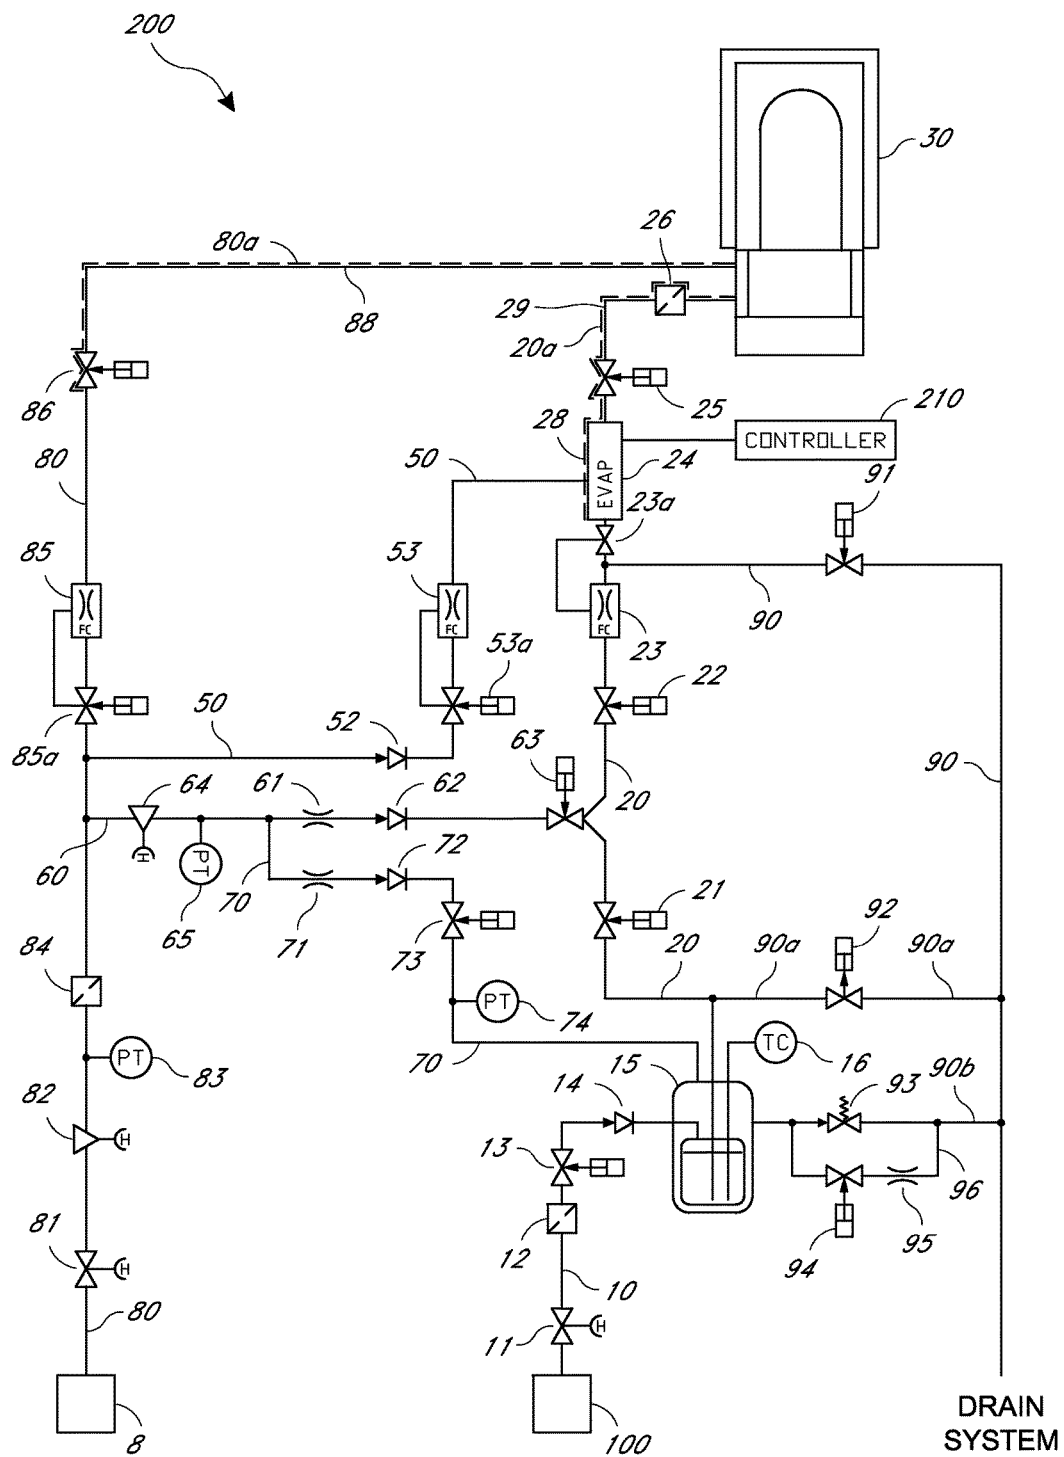 200
30
26
80a
88
29
20a
86
25
28
210
CONTROLLER
80
50
EVAP
24
91
23a
85
53
FC
FC
FC
90
23
53a
22
85a
50
52
63
20
90
64
61
62
H
PT
60
65
70
72
71
73
21
92
84
20
90a
90a
PT
74
PT
83
70
15
TC
16
82
H
14
93
90b
13
96
81
H
12
94
95
10
80
11
H
8
100
DRAIN
SYSTEM